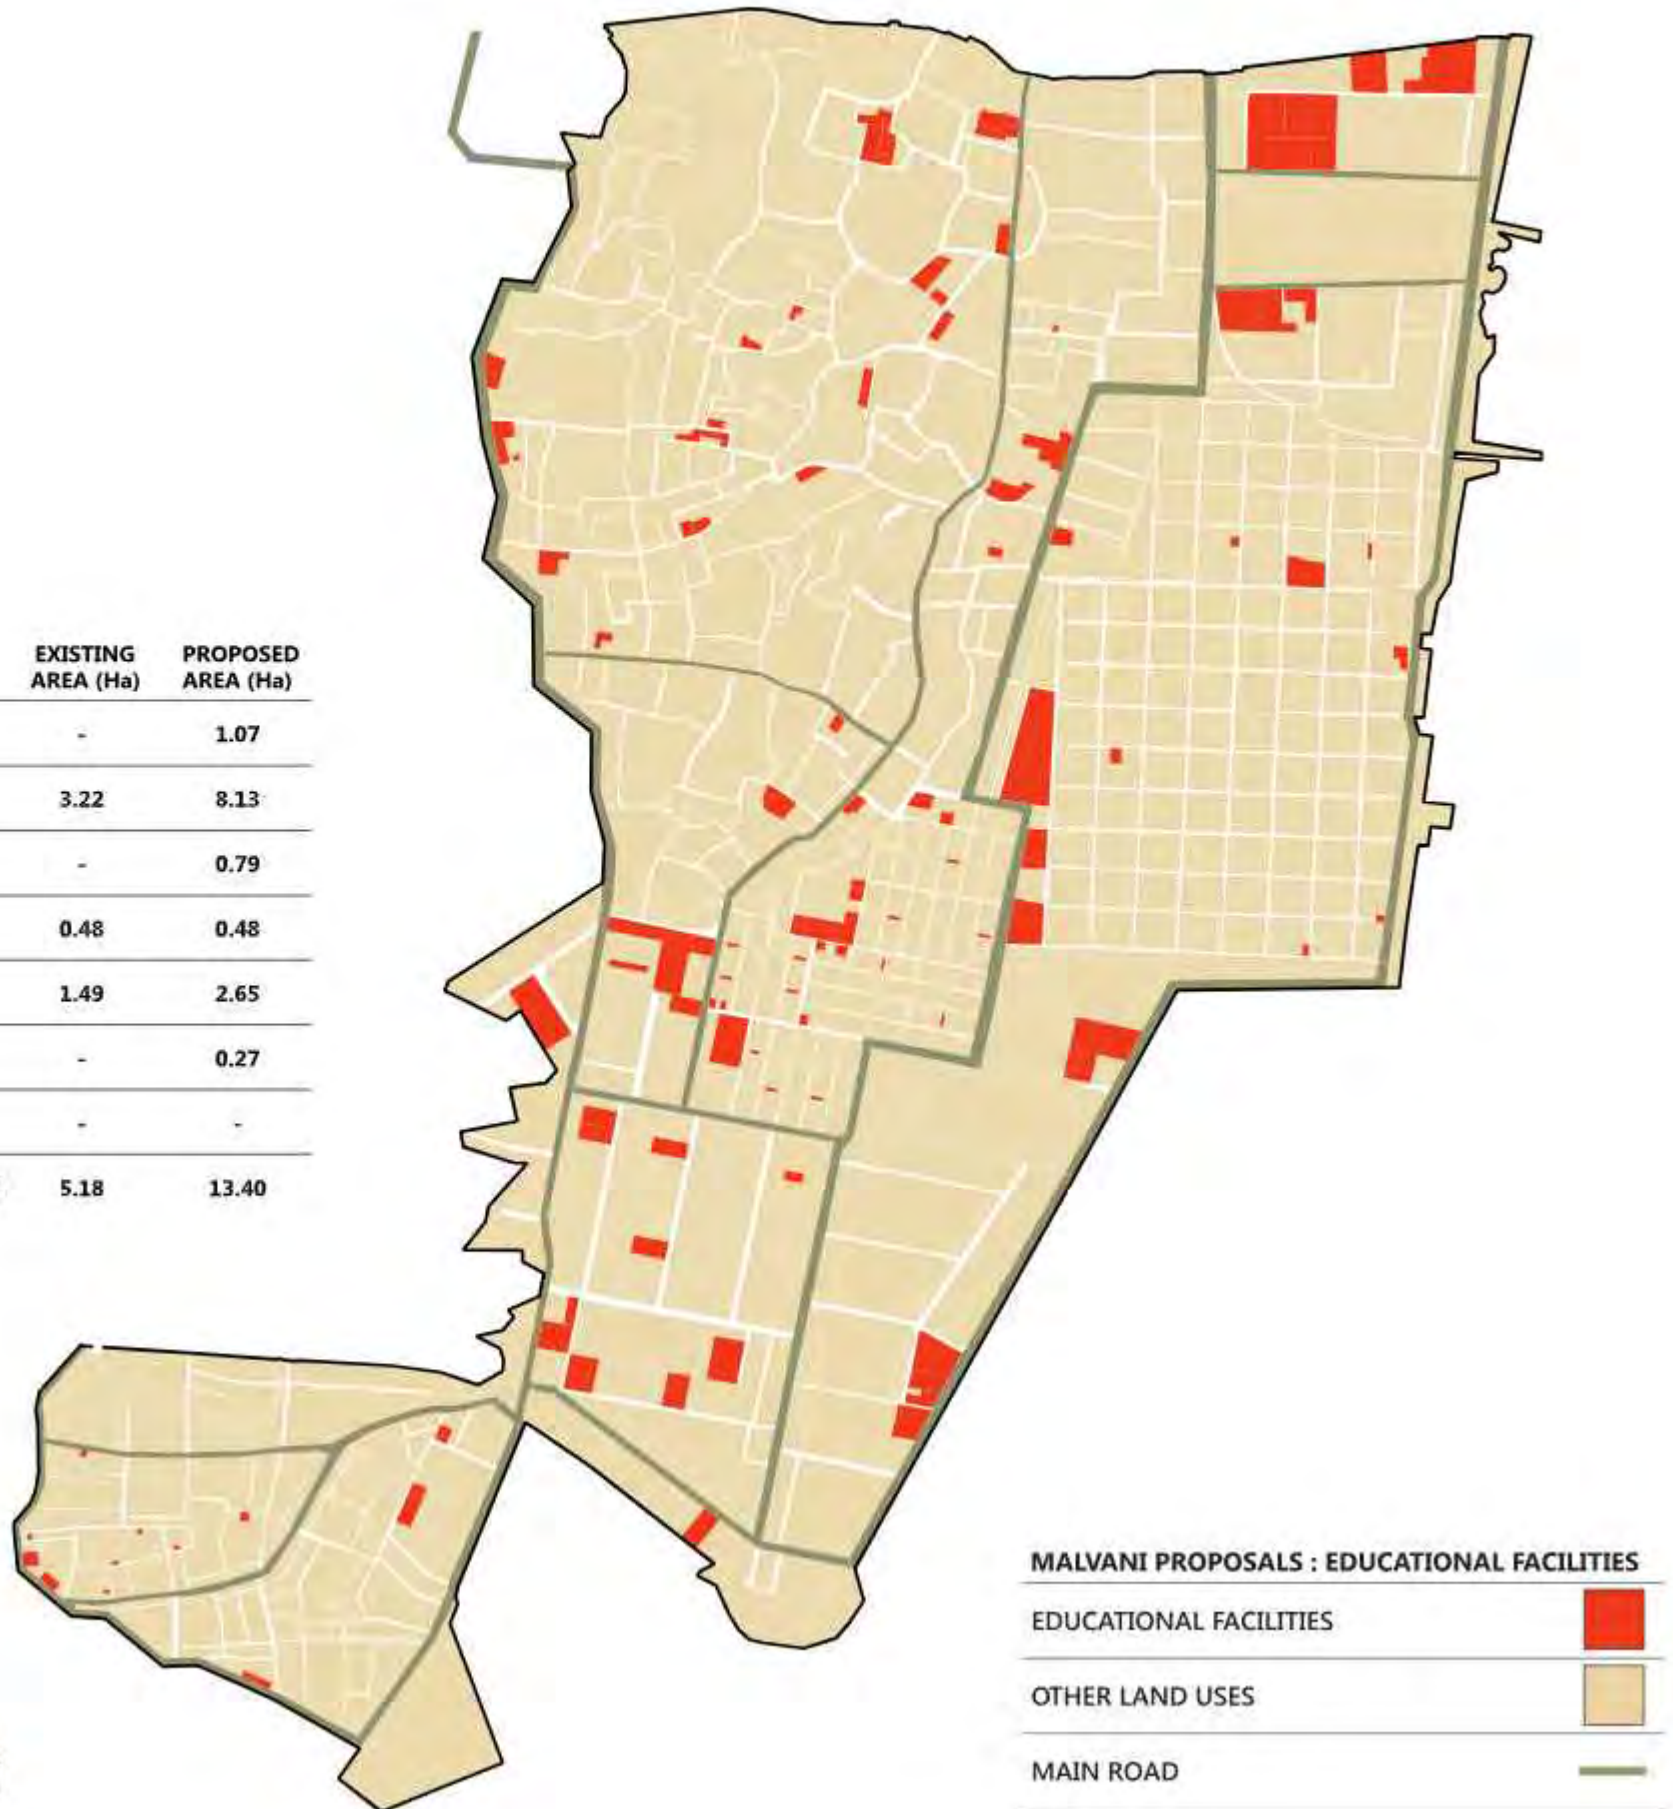 EXISTING PROPOSED
AREA (Ha) AREA (Ha)
- 1.07
3.22 8.13
- 0.79
0.48 0.48
1.49 2.65
- 0.27
- -
5.18 13.40
MALVANI PROPOSALS : EDUCATIONAL FACILITIES
EDUCATIONAL FACILITIES
OTHER LAND USES
MAIN ROAD